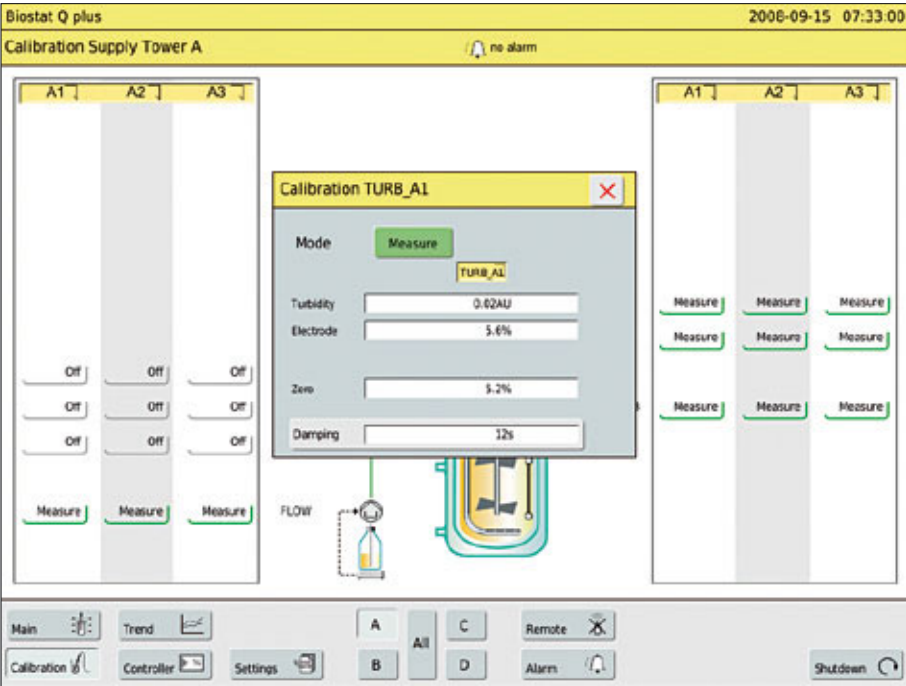 Biostat Q plus 2008-09-15 07:33:00
Calibration Supply Tower A no alarm
A1 A2 A3 A1 A2 A3
Calibration TURB_A1
Mode Measure
TURB_A1
Turbidity 0.02AU Measure Measure Measure
Electrode 5.6% Measure Measure Measure
Off Off Off
Zero 5.2%
Off Off Off Measure Measure Measure
Off Off Off Damping 12s
Measure Measure Measure FLOW
Main Trend A All C Remote
Calibration Controller Settings B D Alarm Shutdown